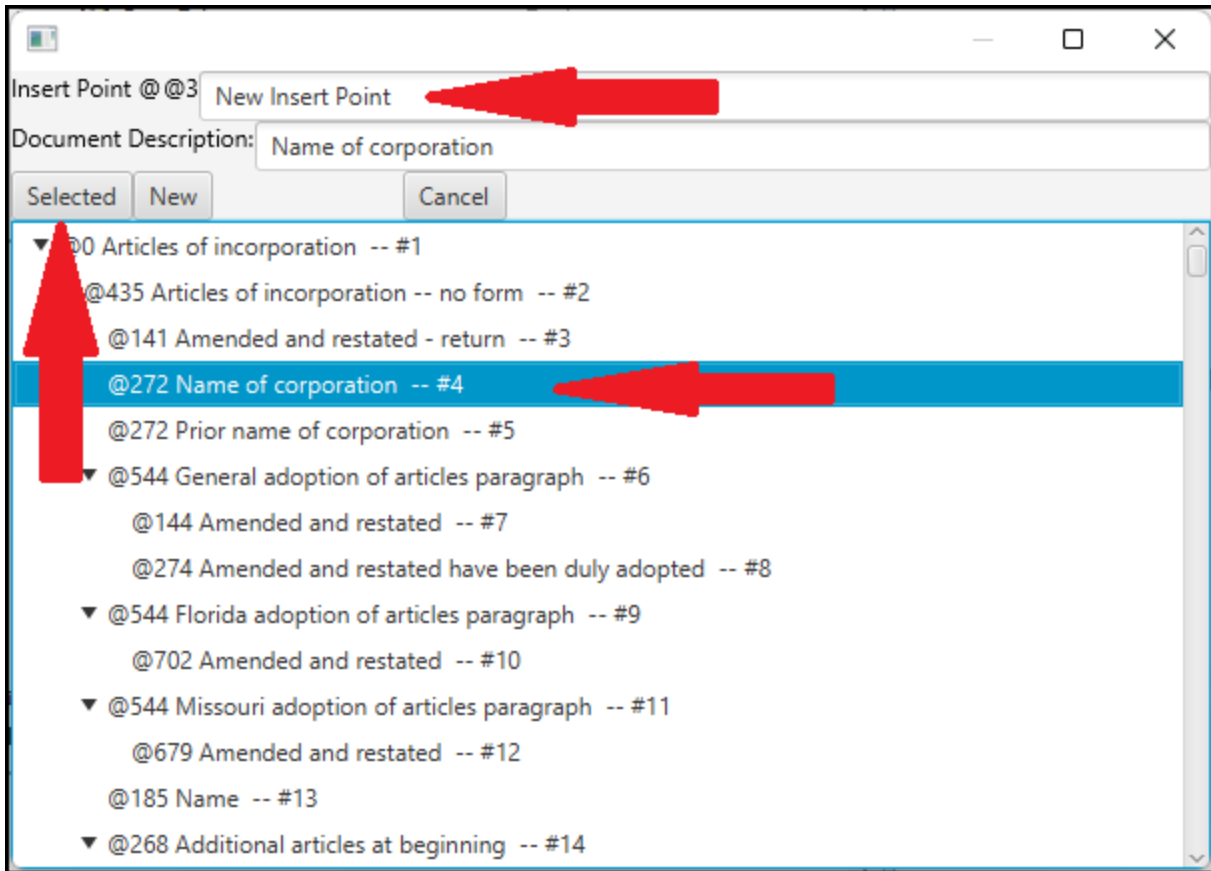 Insert Point @@3 New Insert Point
Document Description: Name of corporation
Selected New Cancel
@0 Articles of incorporation -- #1
@435 Articles of incorporation -- no form -- #2
@141 Amended and restated - return -- #3
@272 Name of corporation -- #4
@272 Prior name of corporation -- #5
@544 General adoption of articles paragraph -- #6
@144 Amended and restated -- #7
@274 Amended and restated have been duly adopted -- #8
@544 Florida adoption of articles paragraph -- #9
@702 Amended and restated -- #10
@544 Missouri adoption of articles paragraph -- #11
@679 Amended and restated -- #12
@185 Name -- #13
@268 Additional articles at beginning -- #14